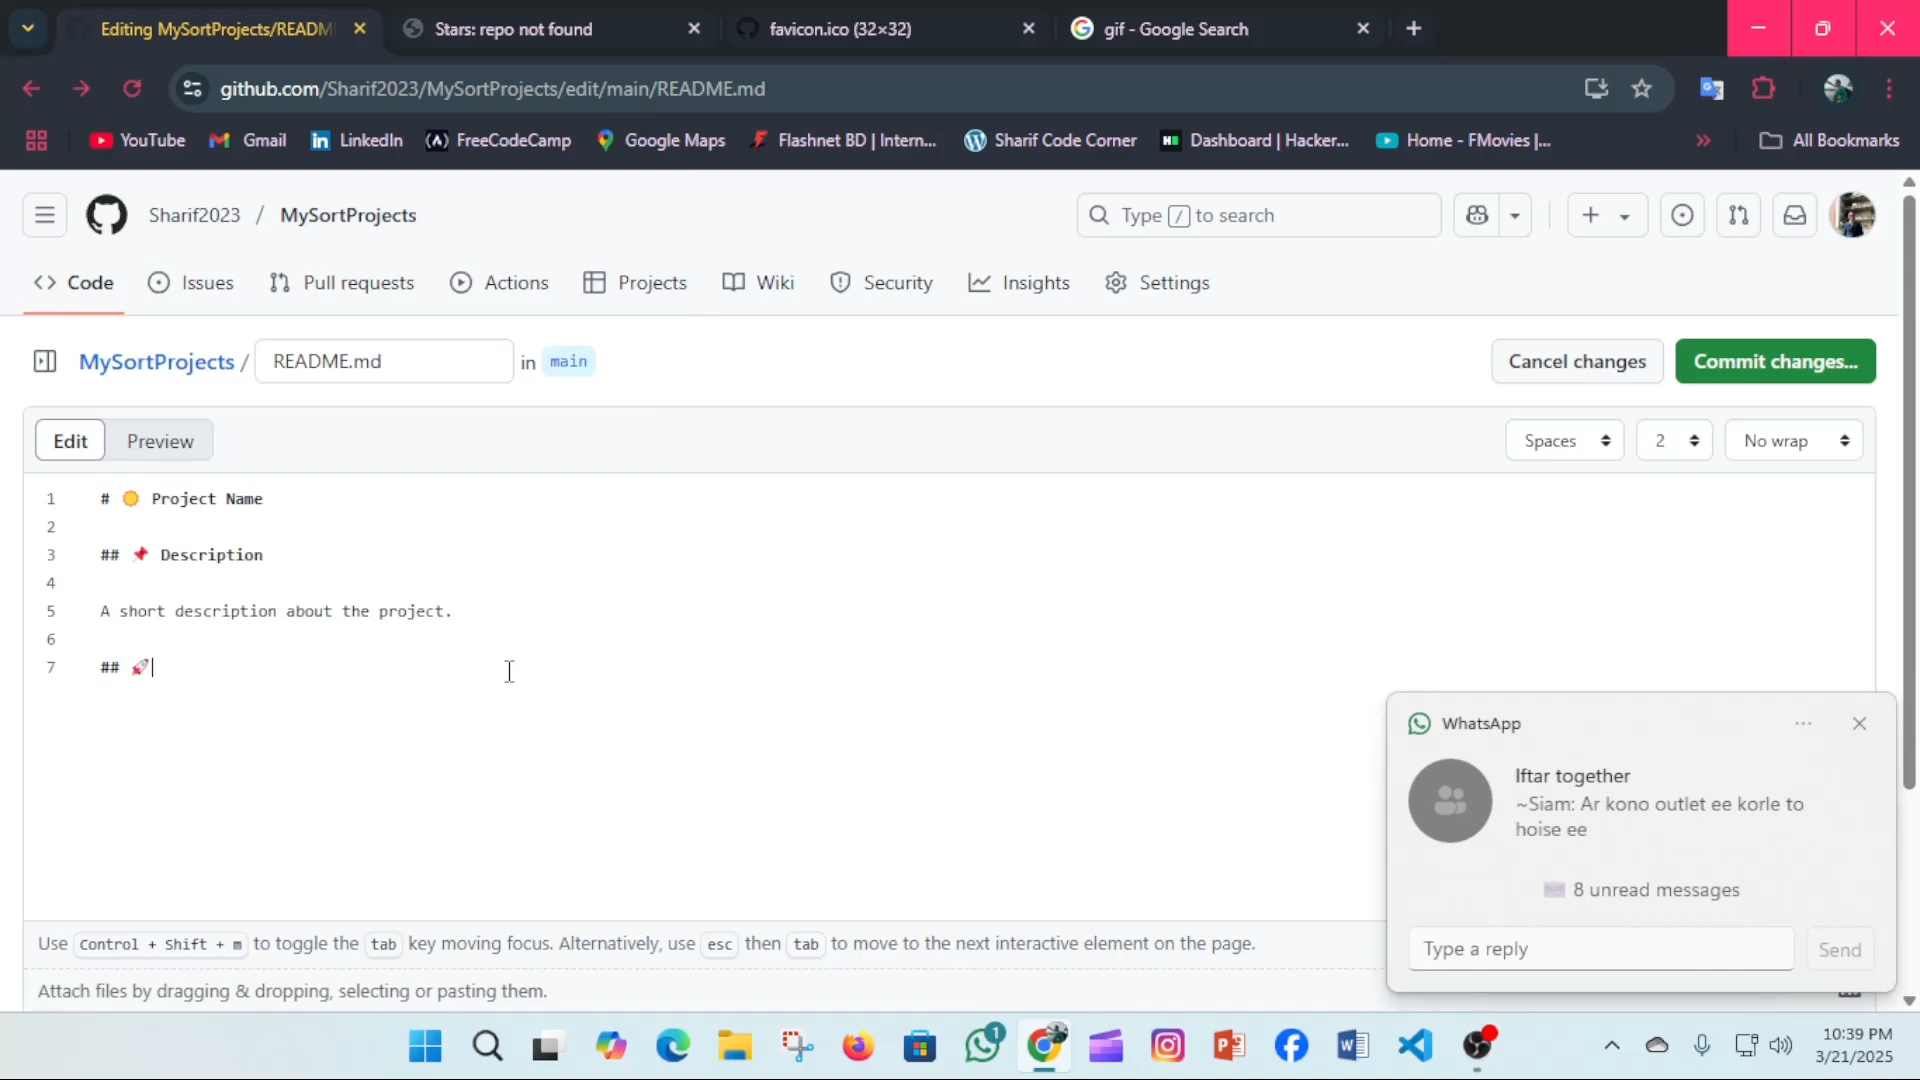 Editing MySortProjects/READM
Stars: repo not found
favicon.ico (32×32)
gif - Google Search
github.com/Sharif2023/MySortProjects/edit/main/README.md
YouTube
Gmail
LinkedIn
FreeCodeCamp
Google Maps
Flashnet BD | Intern...
Sharif Code Corner
Dashboard | Hacker...
Home - FMovies |...
All Bookmarks
Sharif2023 / MySortProjects
Type / to search
Code
Issues
Pull requests
Actions
Projects
Wiki
Security
Insights
Settings
MySortProjects / README.md in main
Cancel changes
Commit changes...
Edit
Preview
Spaces
2
No wrap
1 # 🌞 Project Name
2
3 ## 📌 Description
4
5 A short description about the project.
6
7 ## 🚀
WhatsApp
Iftar together
~Siam: Ar kono outlet ee korle to
hoise ee
8 unread messages
Type a reply
Send
Use Control + Shift + m to toggle the tab key moving focus. Alternatively, use esc then tab to move to the next interactive element on the page.
Attach files by dragging & dropping, selecting or pasting them.
1
10:39 PM
3/21/2025